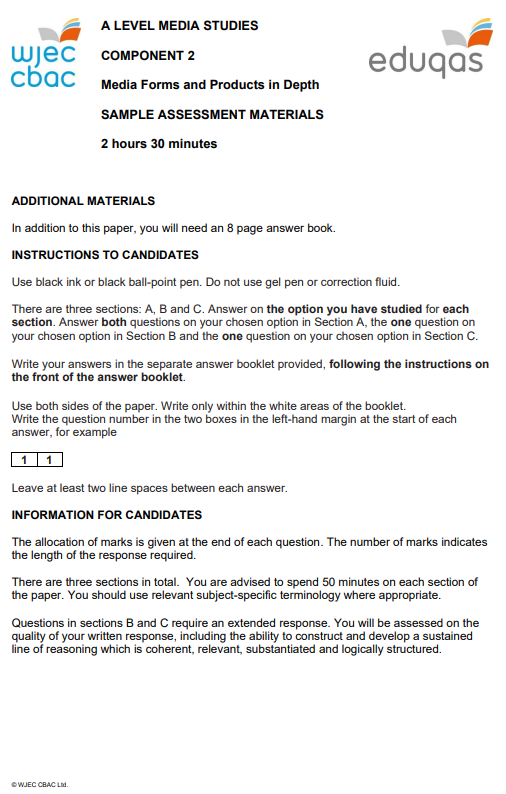 wjec
cbac
A LEVEL MEDIA STUDIES
eduqas
COMPONENT 2
Media Forms and Products in Depth
SAMPLE ASSESSMENT MATERIALS
2 hours 30 minutes
ADDITIONAL MATERIALS
In addition to this paper, you will need an 8 page answer book.
INSTRUCTIONS TO CANDIDATES
Use black ink or black ball-point pen. Do not use gel pen or correction fluid.
There are three sections: A, B and C. Answer on the option you have studied for each
section. Answer both questions on your chosen option in Section A, the one question on
your chosen option in Section B and the one question on your chosen option in Section C.
Write your answers in the separate answer booklet provided, following the instructions on
the front of the answer booklet.
Use both sides of the paper. Write only within the white areas of the booklet.
Write the question number in the two boxes in the left-hand margin at the start of each
answer, for example
1 1
Leave at least two line spaces between each answer.
INFORMATION FOR CANDIDATES
The allocation of marks is given at the end of each question. The number of marks indicates
the length of the response required.
There are three sections in total. You are advised to spend 50 minutes on each section of
the paper. You should use relevant subject-specific terminology where appropriate.
Questions in sections B and C require an extended response. You will be assessed on the
quality of your written response, including the ability to construct and develop a sustained
line of reasoning which is coherent, relevant, substantiated and logically structured.
© WJEC CBAC Ltd.